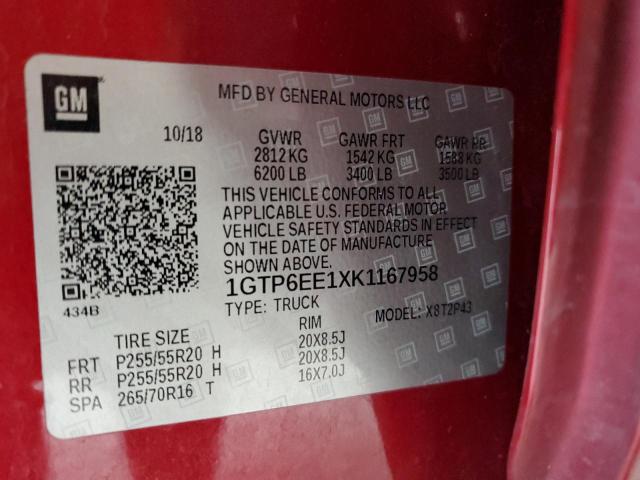 GM
MFD BY GENERAL MOTORS LLC
10/18 GVWR GAWR FRT GAWR RR
2812 KG 1542 KG 1588 KG
6200 LB 3400 LB 3500 LB
THIS VEHICLE CONFORMS TO ALL
APPLICABLE U.S. FEDERAL MOTOR
VEHICLE SAFETY STANDARDS IN EFFECT
ON THE DATE OF MANUFACTURE
SHOWN ABOVE.
1GTP6EE1XK1167958
434B TYPE: TRUCK MODEL: X8T2P43
TIRE SIZE RIM
FRT P255/55R20 H 20X8.5J
RR P255/55R20 H 20X8.5J
SPA 265/70R16 T 16X7.0J